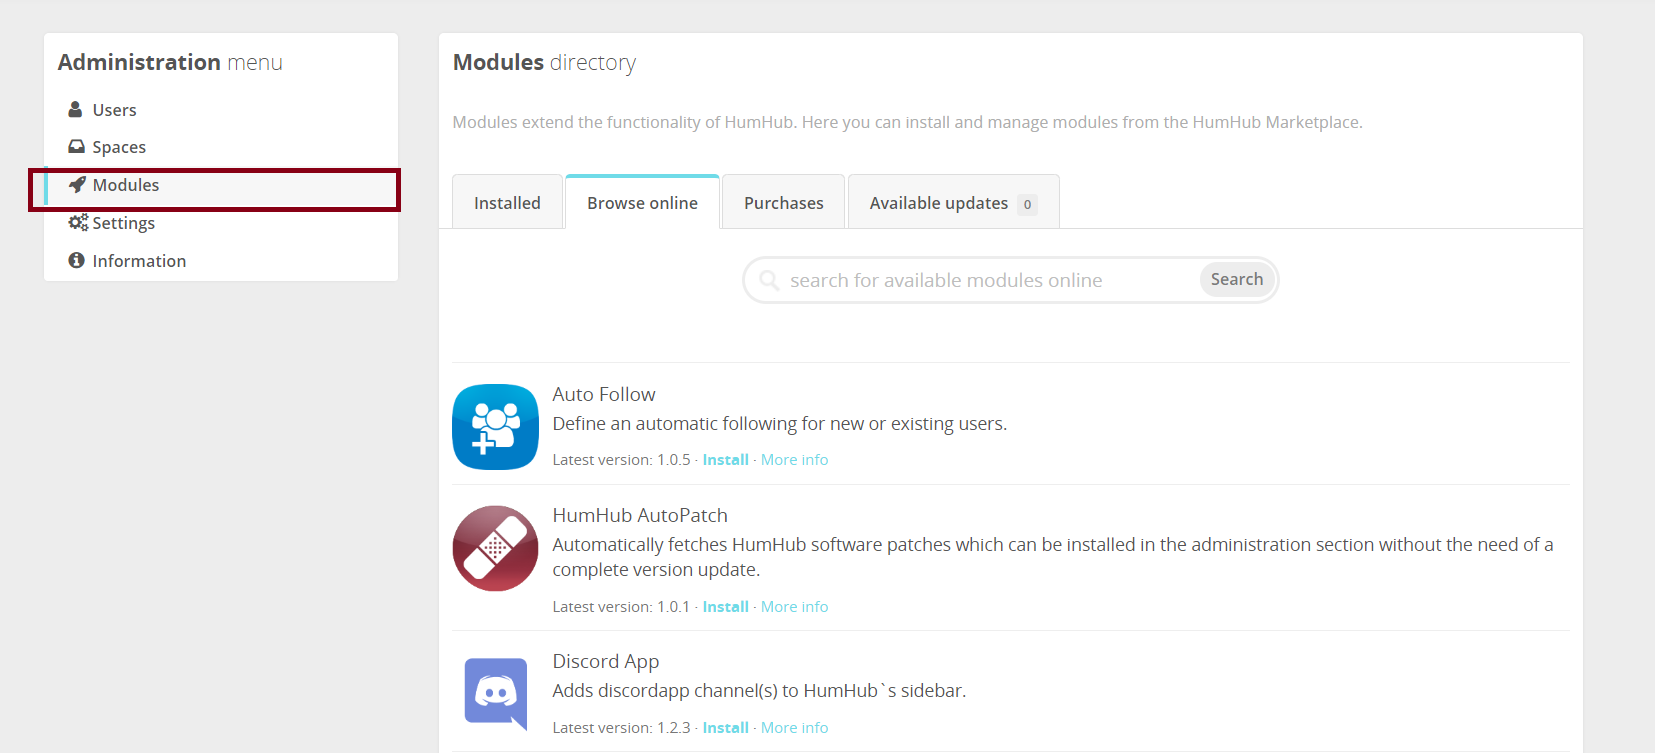 Administration menu
Users
Spaces
Modules
Settings
Information
Modules directory
Modules extend the functionality of HumHub. Here you can install and manage modules from the HumHub Marketplace.
Installed Browse online Purchases Available updates 0
search for available modules online Search
Auto Follow
Define an automatic following for new or existing users.
Latest version: 1.0.5 · Install · More info
HumHub AutoPatch
Automatically fetches HumHub software patches which can be installed in the administration section without the need of a
complete version update.
Latest version: 1.0.1 · Install · More info
Discord App
Adds discordapp channel(s) to HumHub`s sidebar.
Latest version: 1.2.3 · Install · More info